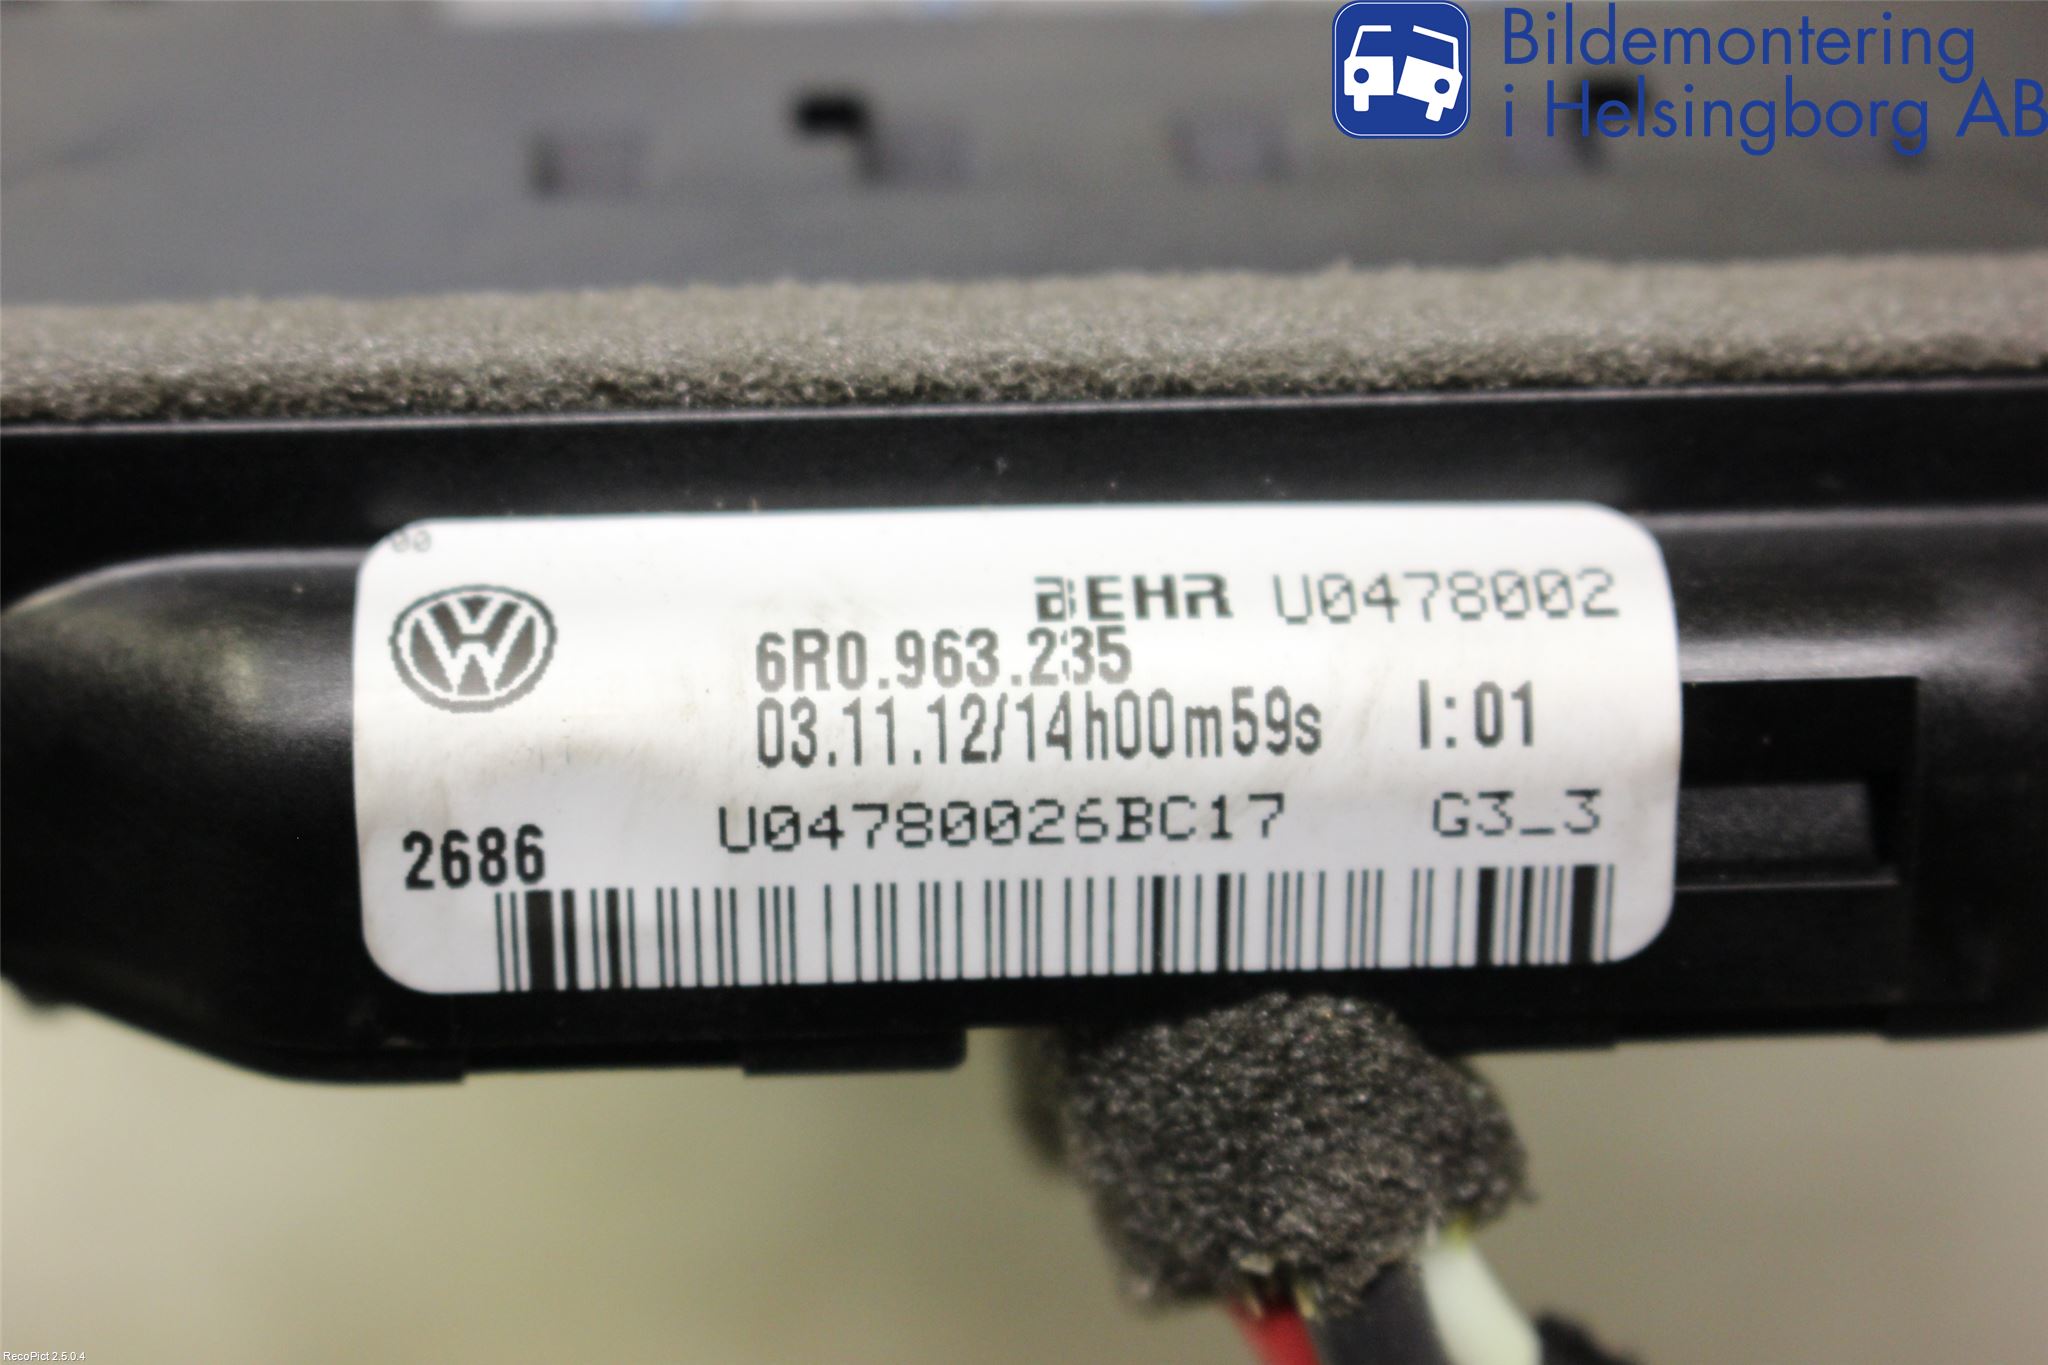 Bildemontering
i Helsingborg AB
00
BEHR U0478002
6R0.963.235
03.11.12/14h00m59s I:01
U04780026BC17 G3_3
2686
RecoPict 2.5.0.4